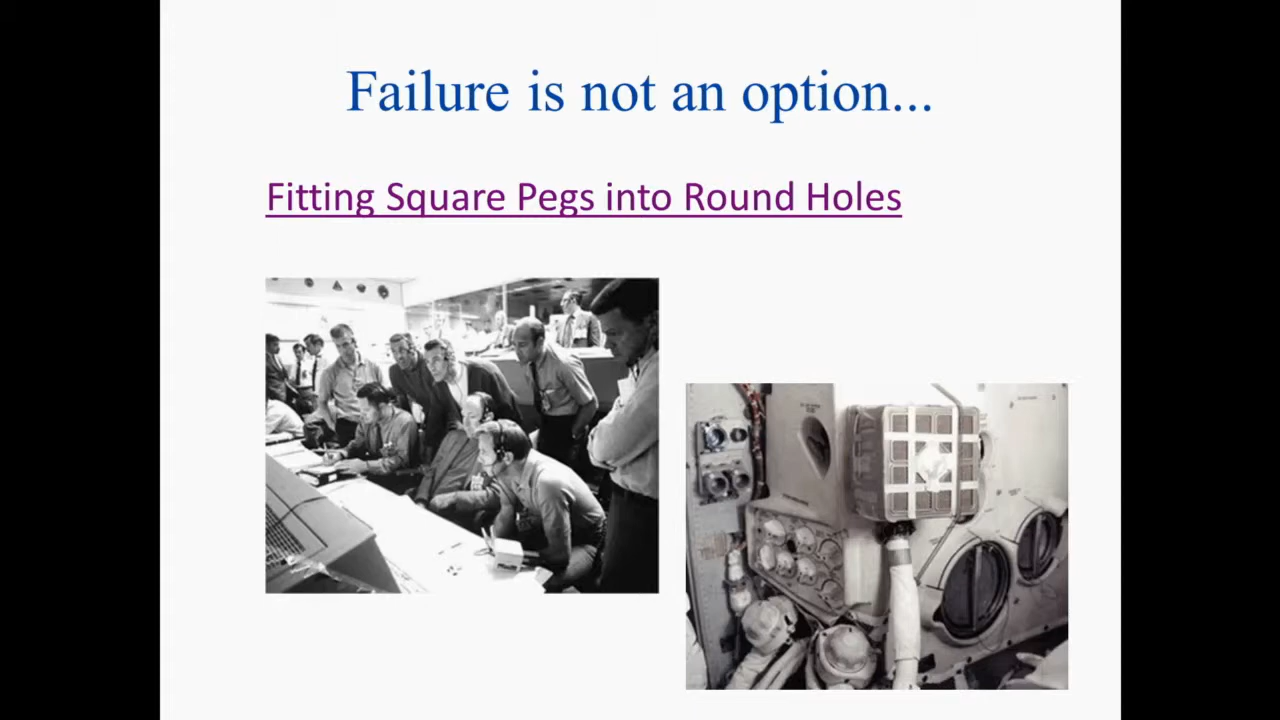 Failure is not an option...
Fitting Square Pegs into Round Holes